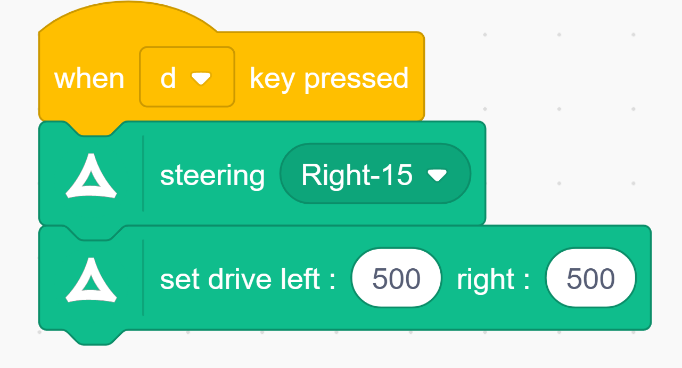 when d key pressed
steering Right-15
set drive left : 500 right : 500